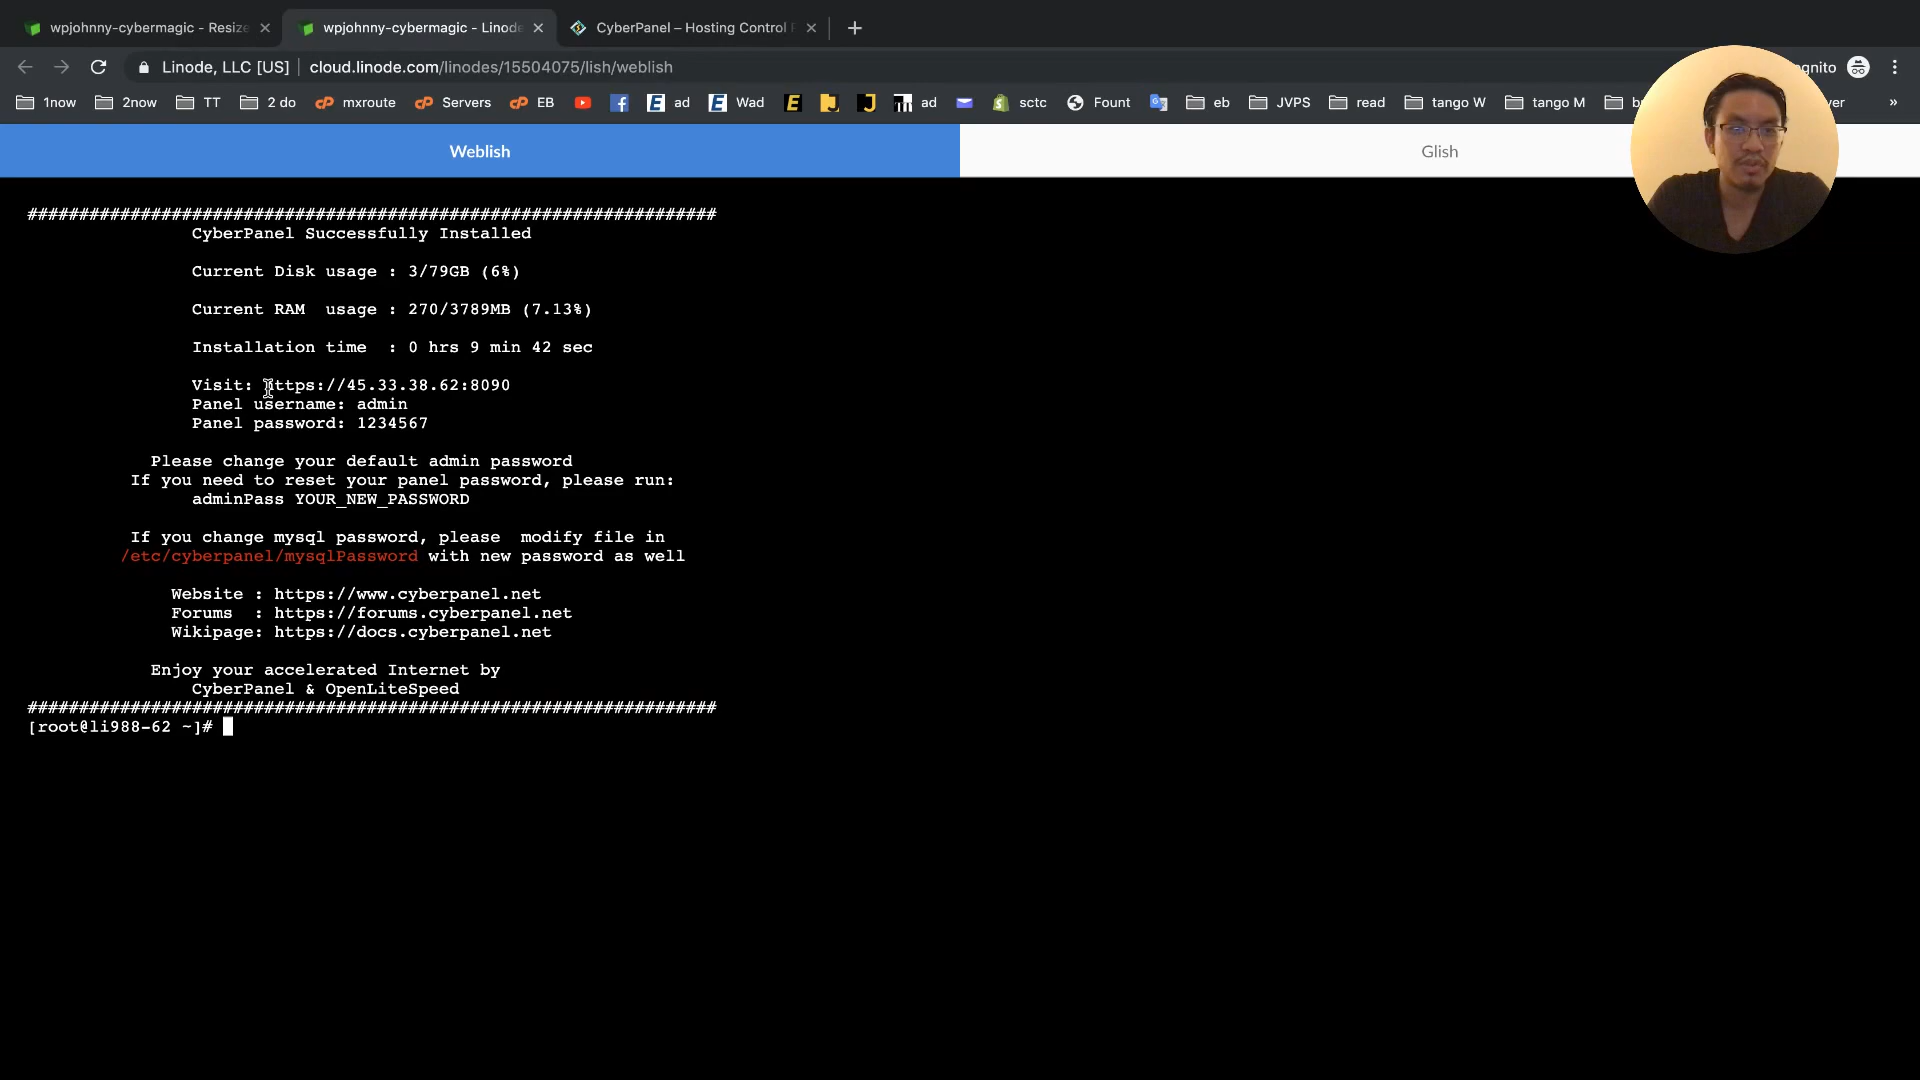 wpjohnny-cybermagic - Resize
wpjohnny-cybermagic - Linode
CyberPanel – Hosting Control
Linode, LLC [US]
cloud.linode.com/linodes/15504075/lish/weblish
1now
2now
TT
2 do
mxroute
Servers
EB
ad
Wad
ad
sctc
Fount
eb
JVPS
read
tango W
tango M
»
Weblish
Glish
###################################################################
CyberPanel Successfully Installed
Current Disk usage : 3/79GB (6%)
Current RAM  usage : 270/3789MB (7.13%)
Installation time  : 0 hrs 9 min 42 sec
Visit: https://45.33.38.62:8090
Panel username: admin
Panel password: 1234567
Please change your default admin password
If you need to reset your panel password, please run:
adminPass YOUR_NEW_PASSWORD
If you change mysql password, please  modify file in
/etc/cyberpanel/mysqlPassword with new password as well
Website : https://www.cyberpanel.net
Forums  : https://forums.cyberpanel.net
Wikipage: https://docs.cyberpanel.net
Enjoy your accelerated Internet by
CyberPanel & OpenLiteSpeed
###################################################################
[root@li988-62 ~]#